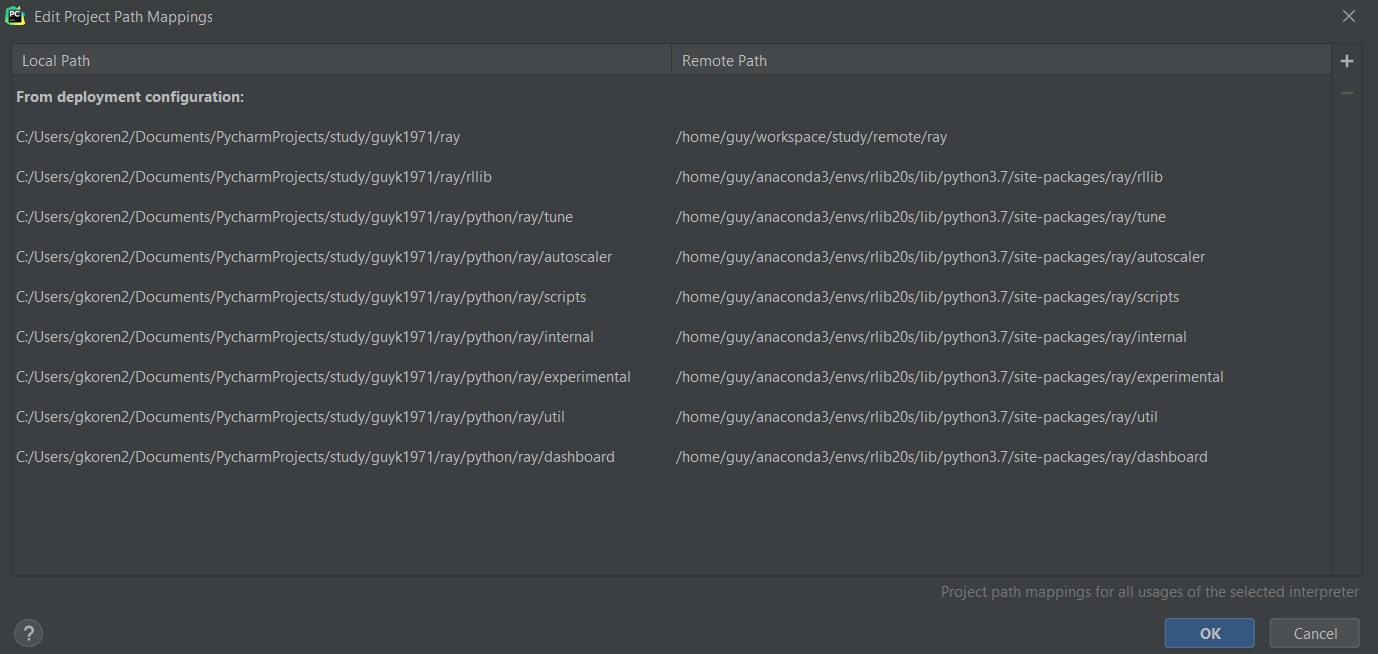 PC
Edit Project Path Mappings
Local Path Remote Path
From deployment configuration:
C:/Users/gkoren2/Documents/PycharmProjects/study/guyk1971/ray /home/guy/workspace/study/remote/ray
C:/Users/gkoren2/Documents/PycharmProjects/study/guyk1971/ray/rllib /home/guy/anaconda3/envs/rlib20s/lib/python3.7/site-packages/ray/rllib
C:/Users/gkoren2/Documents/PycharmProjects/study/guyk1971/ray/python/ray/tune /home/guy/anaconda3/envs/rlib20s/lib/python3.7/site-packages/ray/tune
C:/Users/gkoren2/Documents/PycharmProjects/study/guyk1971/ray/python/ray/autoscaler /home/guy/anaconda3/envs/rlib20s/lib/python3.7/site-packages/ray/autoscaler
C:/Users/gkoren2/Documents/PycharmProjects/study/guyk1971/ray/python/ray/scripts /home/guy/anaconda3/envs/rlib20s/lib/python3.7/site-packages/ray/scripts
C:/Users/gkoren2/Documents/PycharmProjects/study/guyk1971/ray/python/ray/internal /home/guy/anaconda3/envs/rlib20s/lib/python3.7/site-packages/ray/internal
C:/Users/gkoren2/Documents/PycharmProjects/study/guyk1971/ray/python/ray/experimental /home/guy/anaconda3/envs/rlib20s/lib/python3.7/site-packages/ray/experimental
C:/Users/gkoren2/Documents/PycharmProjects/study/guyk1971/ray/python/ray/util /home/guy/anaconda3/envs/rlib20s/lib/python3.7/site-packages/ray/util
C:/Users/gkoren2/Documents/PycharmProjects/study/guyk1971/ray/python/ray/dashboard /home/guy/anaconda3/envs/rlib20s/lib/python3.7/site-packages/ray/dashboard
Project path mappings for all usages of the selected interpreter
? OK Cancel